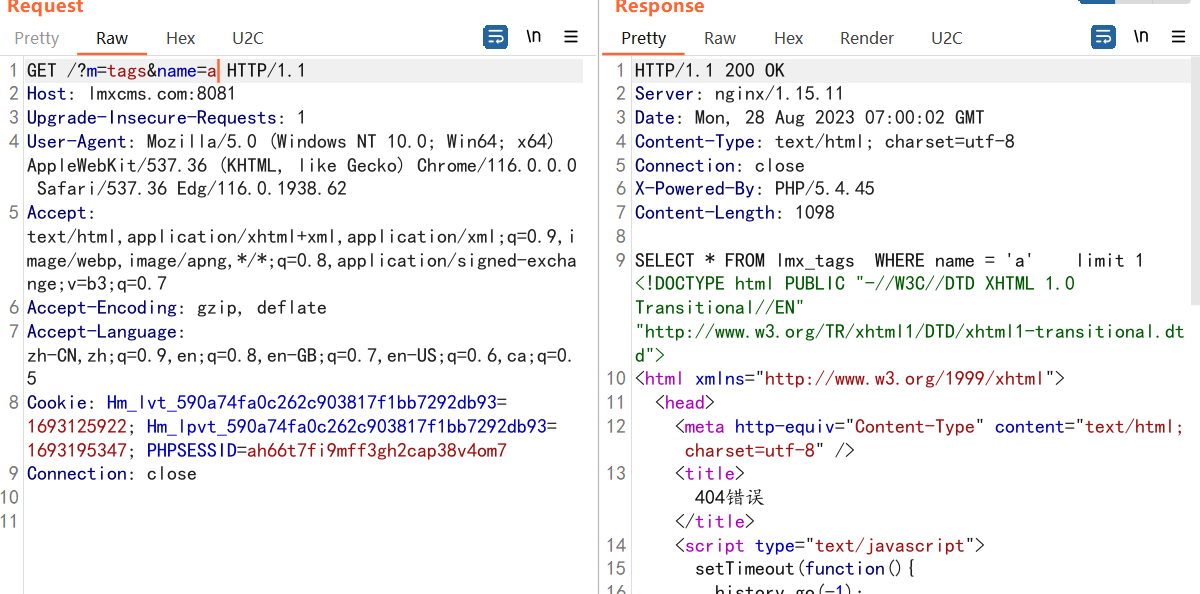 Request
Pretty Raw Hex U2C \n
1 GET /?m=tags&name=a HTTP/1.1
2 Host: lmxcms.com:8081
3 Upgrade-Insecure-Requests: 1
4 User-Agent: Mozilla/5.0 (Windows NT 10.0; Win64; x64)
AppleWebKit/537.36 (KHTML, like Gecko) Chrome/116.0.0.0
Safari/537.36 Edg/116.0.1938.62
5 Accept:
text/html,application/xhtml+xml,application/xml;q=0.9,i
mage/webp,image/apng,*/*;q=0.8,application/signed-excha
nge;v=b3;q=0.7
6 Accept-Encoding: gzip, deflate
7 Accept-Language:
zh-CN,zh;q=0.9,en;q=0.8,en-GB;q=0.7,en-US;q=0.6,ca;q=0.
5
8 Cookie: Hm_lvt_590a74fa0c262c903817f1bb7292db93=
1693125922; Hm_lpvt_590a74fa0c262c903817f1bb7292db93=
1693195347; PHPSESSID=ah66t7fi9mff3gh2cap38v4om7
9 Connection: close
10
11
Response
Pretty Raw Hex Render U2C \n
1 HTTP/1.1 200 OK
2 Server: nginx/1.15.11
3 Date: Mon, 28 Aug 2023 07:00:02 GMT
4 Content-Type: text/html; charset=utf-8
5 Connection: close
6 X-Powered-By: PHP/5.4.45
7 Content-Length: 1098
8
9 SELECT * FROM lmx_tags  WHERE name = 'a'    limit 1
<!DOCTYPE html PUBLIC "-//W3C//DTD XHTML 1.0
Transitional//EN"
"http://www.w3.org/TR/xhtml1/DTD/xhtml1-transitional.dt
d">
10 <html xmlns="http://www.w3.org/1999/xhtml">
11 <head>
12 <meta http-equiv="Content-Type" content="text/html;
charset=utf-8" />
13 <title>
404错误
</title>
14 <script type="text/javascript">
15 setTimeout(function(){
16 history.go(-1);